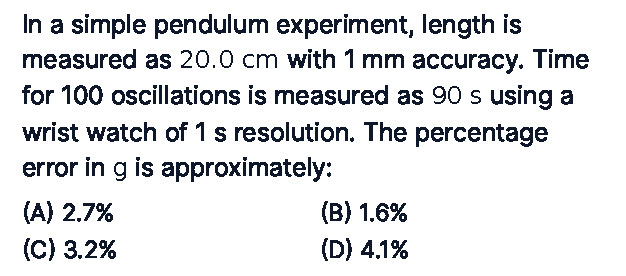 In a simple pendulum experiment, length is
measured as 20.0 cm with 1 mm accuracy. Time
for 100 oscillations is measured as 90 s using a
wrist watch of 1 s resolution. The percentage
error in g is approximately:
(A) 2.7% (B) 1.6%
(C) 3.2% (D) 4.1%